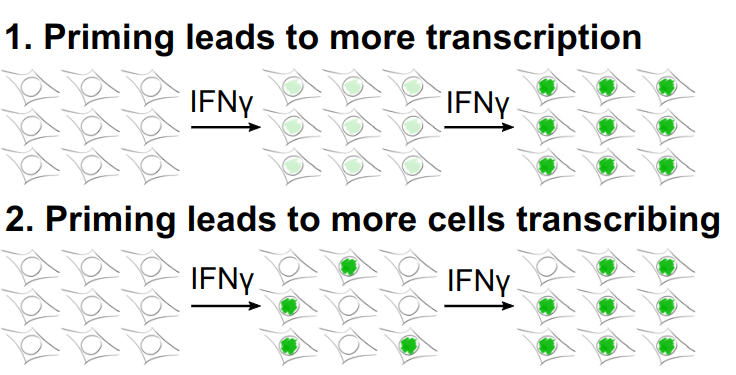 1. Priming leads to more transcription
IFNγ
IFNγ
2. Priming leads to more cells transcribing
IFNγ
IFNγ